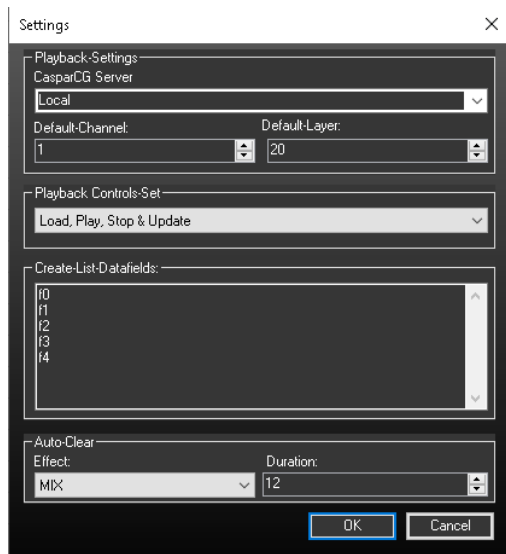 Settings
Playback-Settings
CasparCG Server
Local
Default-Channel:
Default-Layer:
1
20
Playback Controls-Set
Load, Play, Stop & Update
Create-List-Datafields:
f0
f1
f2
f3
f4
Auto-Clear
Effect:
Duration:
MIX
12
OK
Cancel